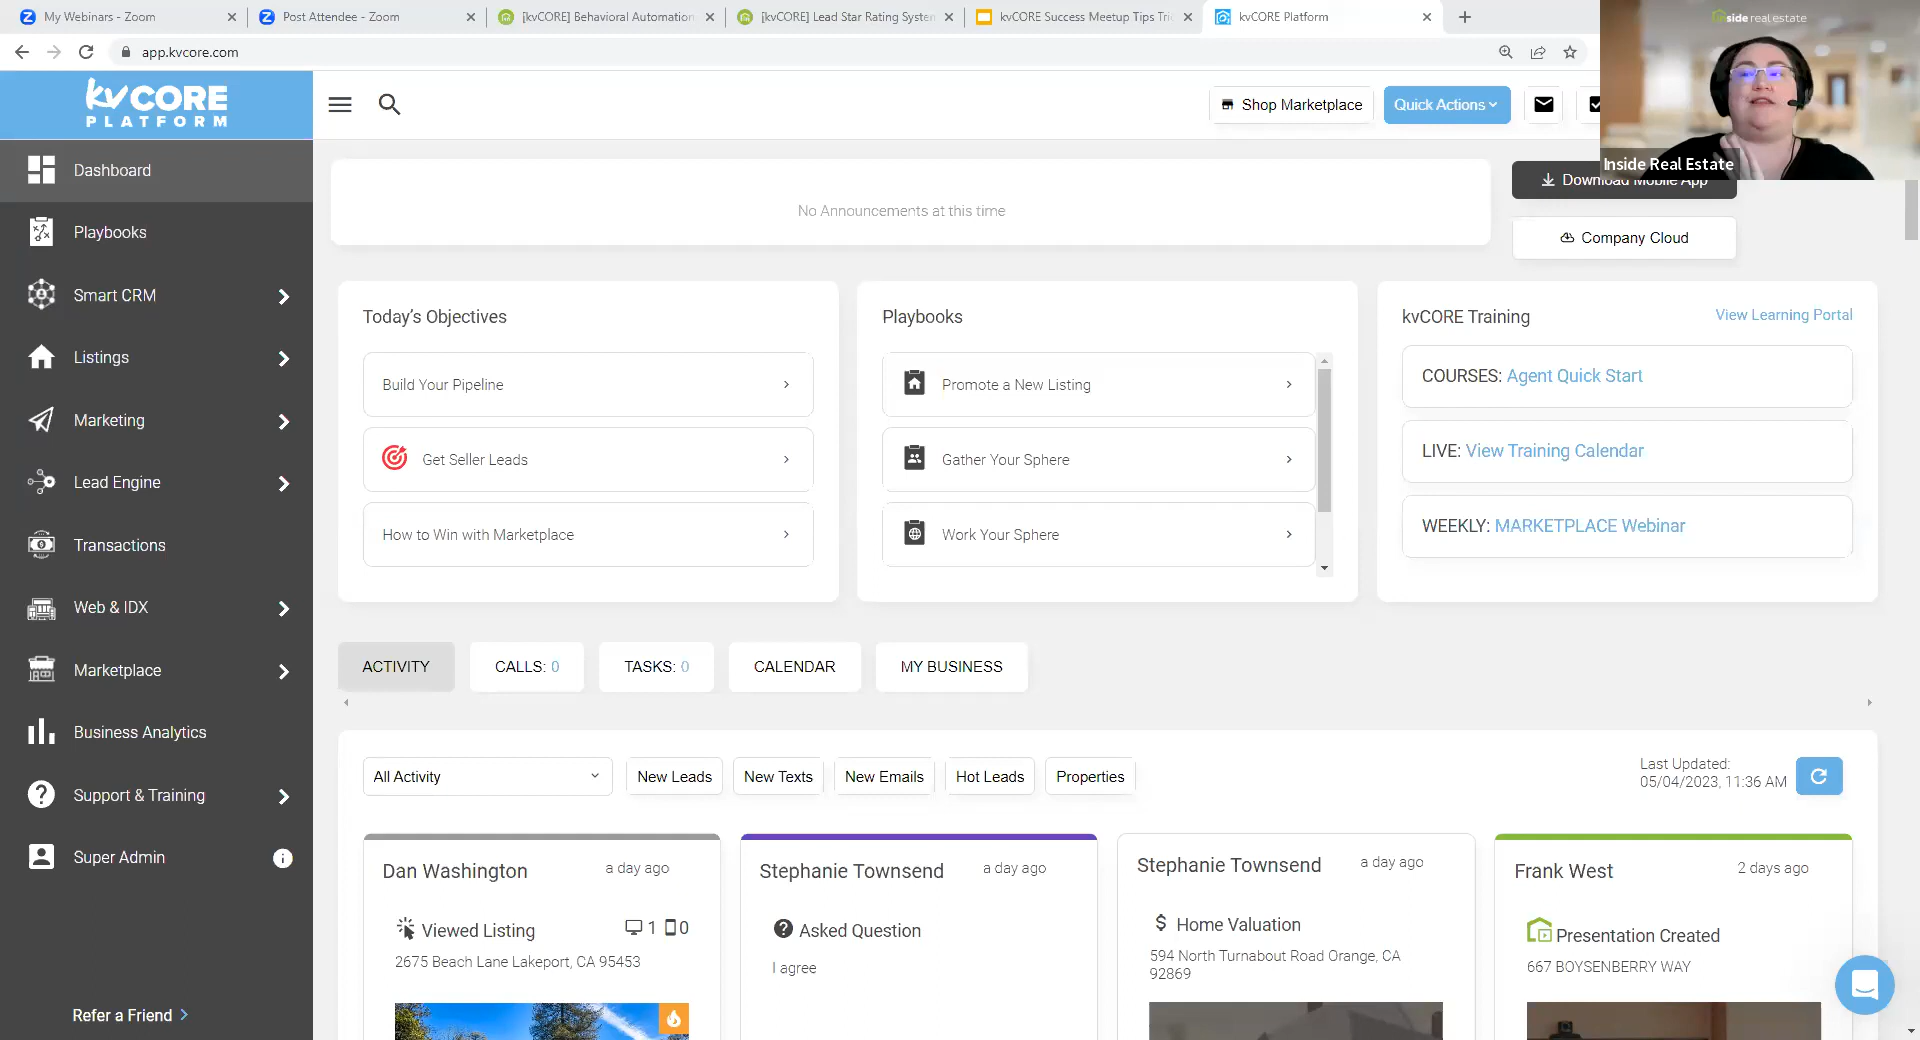 My Webinars - Zoom
Post Attendee - Zoom
[kvCORE] Behavioral Automation
[kvCORE] Lead Star Rating System
kvCORE Success Meetup Tips Tri
kvCORE Platform
app.kvcore.com
inside real estate
Inside Real Estate
kvCORE
PLATFORM
Shop Marketplace
Quick Actions
Dashboard
Playbooks
Smart CRM
Listings
Marketing
Lead Engine
Transactions
Web & IDX
Marketplace
Business Analytics
Support & Training
Super Admin
Refer a Friend
No Announcements at this time
Download Mobile App
Company Cloud
Today's Objectives
Build Your Pipeline
Get Seller Leads
How to Win with Marketplace
Playbooks
Promote a New Listing
Gather Your Sphere
Work Your Sphere
kvCORE Training
View Learning Portal
COURSES: Agent Quick Start
LIVE: View Training Calendar
WEEKLY: MARKETPLACE Webinar
ACTIVITY
CALLS: 0
TASKS: 0
CALENDAR
MY BUSINESS
All Activity
New Leads
New Texts
New Emails
Hot Leads
Properties
Last Updated:
05/04/2023, 11:36 AM
Dan Washington
a day ago
Viewed Listing
1 0
2675 Beach Lane Lakeport, CA 95453
Stephanie Townsend
a day ago
Asked Question
I agree
Stephanie Townsend
a day ago
Home Valuation
594 North Turnabout Road Orange, CA
92869
Frank West
2 days ago
Presentation Created
667 BOYSENBERRY WAY